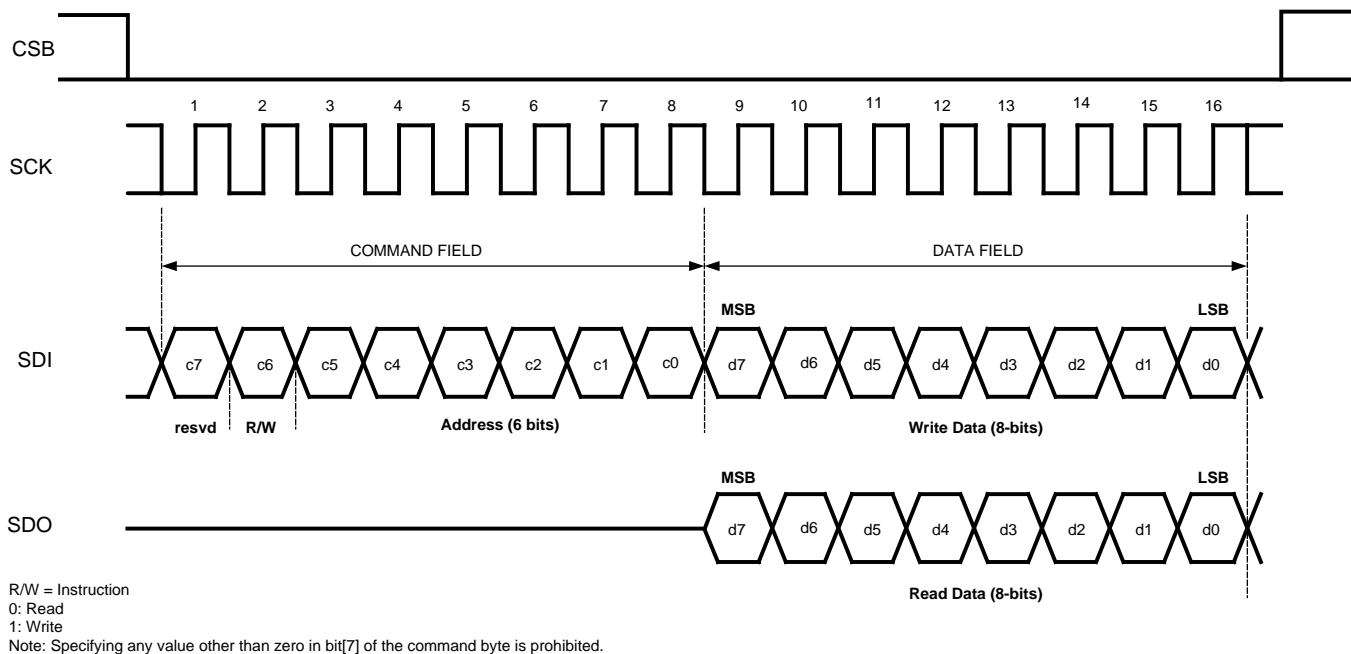 CSB
1 2 3 4 5 6 7 8 9 10 11 12 13 14 15 16
SCK
COMMAND FIELD DATA FIELD
MSB LSB
SDI c7 c6 c5 c4 c3 c2 c1 c0 d7 d6 d5 d4 d3 d2 d1 d0
resvd R/W Address (6 bits) Write Data (8-bits)
MSB LSB
SDO d7 d6 d5 d4 d3 d2 d1 d0
Read Data (8-bits)
R/W = Instruction
0: Read
1: Write
Note: Specifying any value other than zero in bit[7] of the command byte is prohibited.